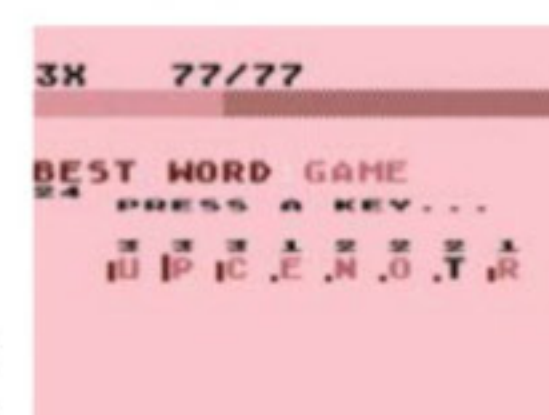 3X 77/77
BEST WORD GAME
24
PRESS A KEY...
3 3 3 1 2 2 2 1
U P C E N O T R